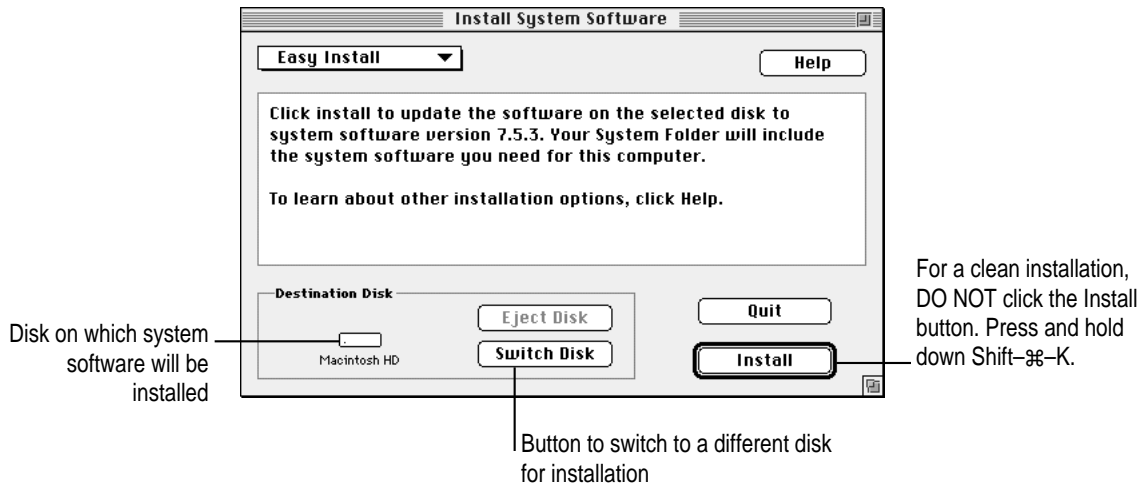 Install System Software
Easy Install
Help
Click install to update the software on the selected disk to
system software version 7.5.3. Your System Folder will include
the system software you need for this computer.
To learn about other installation options, click Help.
Destination Disk
Macintosh HD
Eject Disk
Switch Disk
Quit
Install
Disk on which system
software will be
installed
For a clean installation,
DO NOT click the Install
button. Press and hold
down Shift–⌘–K.
Button to switch to a different disk
for installation